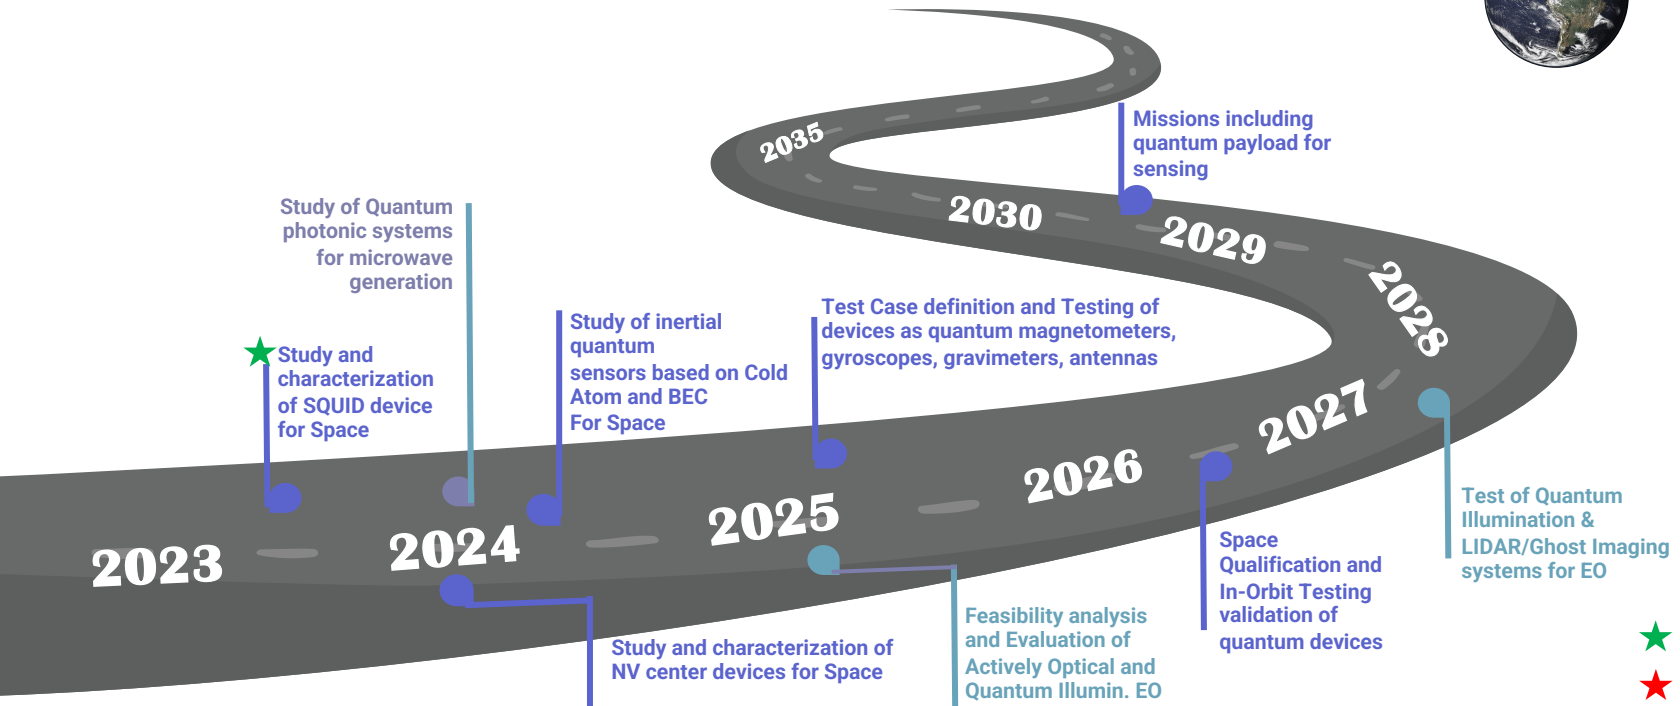 Missions including
quantum payload for
sensing
2035
2030
2029
2028
2027
2026
2025
2024
2023
Study of Quantum
photonic systems
for microwave
generation
Study and
characterization
of SQUID device
for Space
Study of inertial
quantum
sensors based on Cold
Atom and BEC
For Space
Test Case definition and Testing of
devices as quantum magnetometers,
gyroscopes, gravimeters, antennas
Study and characterization of
NV center devices for Space
Feasibility analysis
and Evaluation of
Actively Optical and
Quantum Illumin. EO
Space
Qualification and
In-Orbit Testing
validation of
quantum devices
Test of Quantum
Illumination &
LIDAR/Ghost Imaging
systems for EO